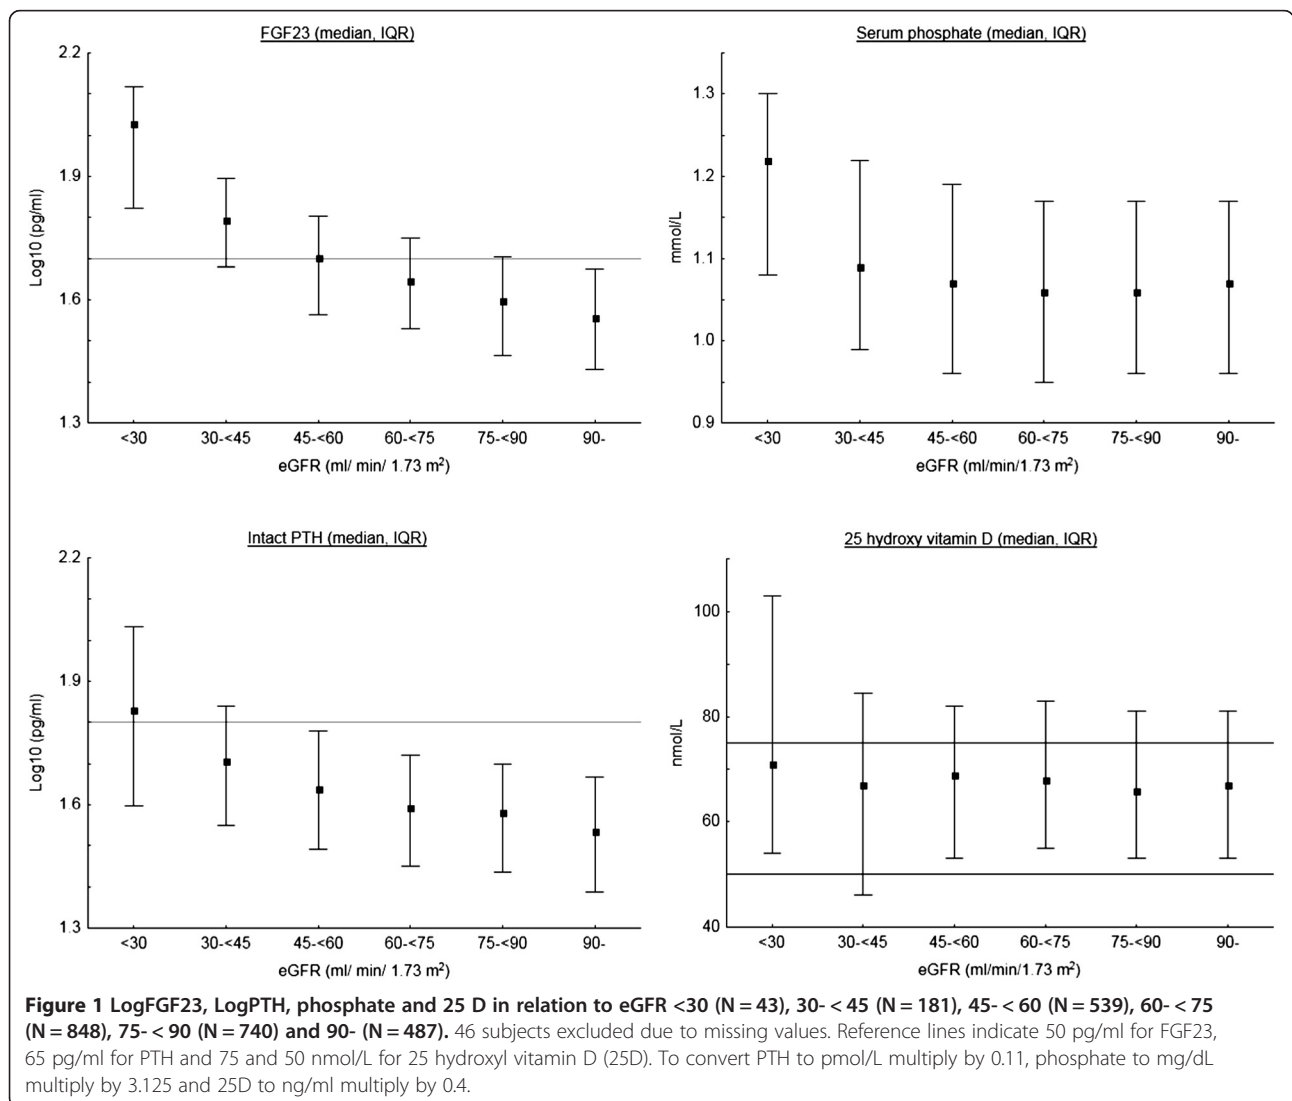 FGF23 (median, IQR)
2.2
1.9
1.6
1.3
Log10 (pg/ml)
<30 30-<45 45-<60 60-<75 75-<90 90-
eGFR (ml/ min/ 1.73 m²)
Serum phosphate (median, IQR)
1.3
1.2
1.1
1.0
0.9
mmol/L
<30 30-<45 45-<60 60-<75 75-<90 90-
eGFR (ml/min/1.73 m²)
Intact PTH (median, IQR)
2.2
1.9
1.6
1.3
Log10 (pg/ml)
<30 30-<45 45-<60 60-<75 75-<90 90-
eGFR (ml/ min/ 1.73 m²)
25 hydroxy vitamin D (median, IQR)
100
80
60
40
nmol/L
<30 30-<45 45-<60 60-<75 75-<90 90-
eGFR (ml/min/1.73 m²)
Figure 1 LogFGF23, LogPTH, phosphate and 25 D in relation to eGFR <30 (N = 43), 30- < 45 (N = 181), 45- < 60 (N = 539), 60- < 75
(N = 848), 75- < 90 (N = 740) and 90- (N = 487). 46 subjects excluded due to missing values. Reference lines indicate 50 pg/ml for FGF23,
65 pg/ml for PTH and 75 and 50 nmol/L for 25 hydroxyl vitamin D (25D). To convert PTH to pmol/L multiply by 0.11, phosphate to mg/dL
multiply by 3.125 and 25D to ng/ml multiply by 0.4.